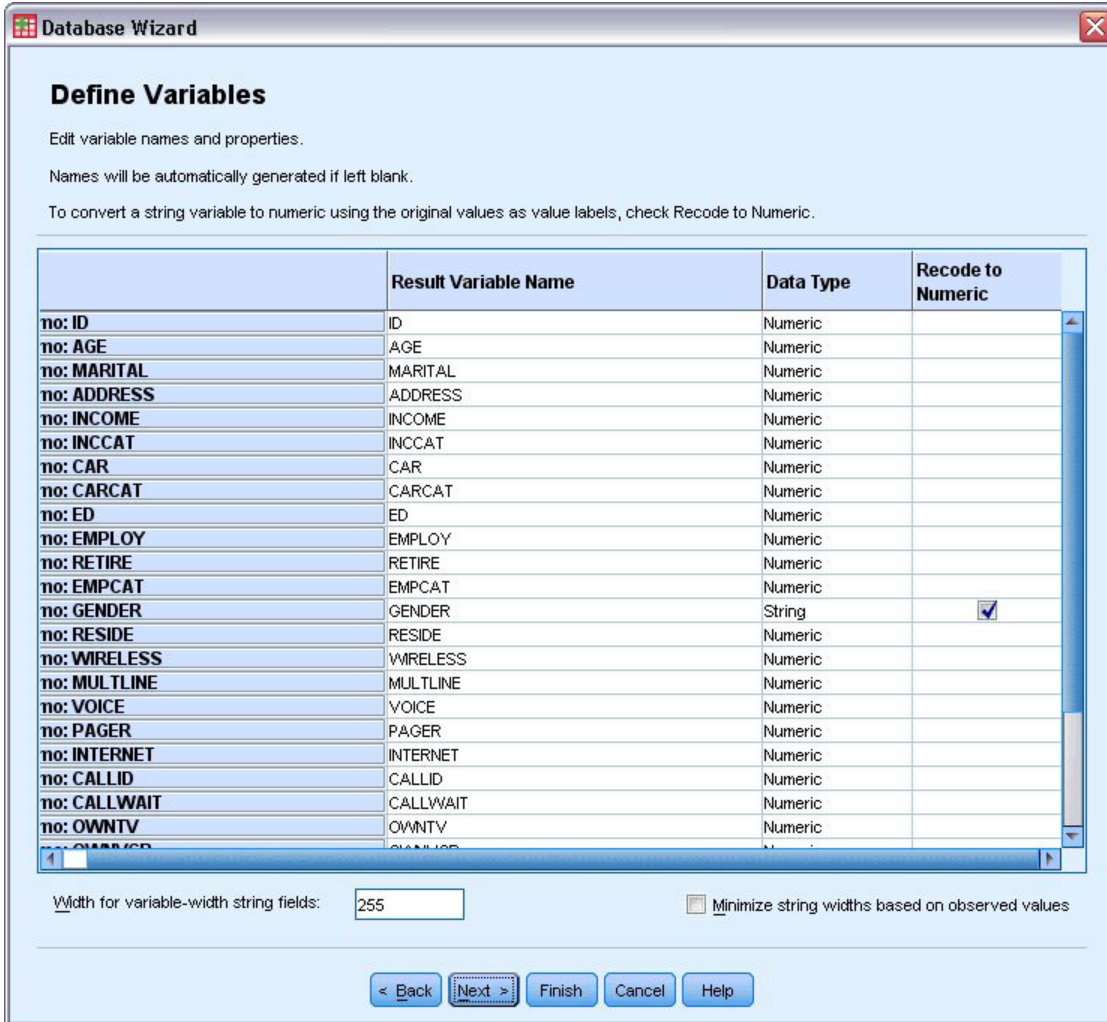 Database Wizard
Define Variables
Edit variable names and properties.
Names will be automatically generated if left blank.
To convert a string variable to numeric using the original values as value labels, check Recode to Numeric.
Result Variable Name Data Type Recode to Numeric
no: ID ID Numeric
no: AGE AGE Numeric
no: MARITAL MARITAL Numeric
no: ADDRESS ADDRESS Numeric
no: INCOME INCOME Numeric
no: INCCAT INCCAT Numeric
no: CAR CAR Numeric
no: CARCAT CARCAT Numeric
no: ED ED Numeric
no: EMPLOY EMPLOY Numeric
no: RETIRE RETIRE Numeric
no: EMPCAT EMPCAT Numeric
no: GENDER GENDER String
no: RESIDE RESIDE Numeric
no: WIRELESS WIRELESS Numeric
no: MULTLINE MULTLINE Numeric
no: VOICE VOICE Numeric
no: PAGER PAGER Numeric
no: INTERNET INTERNET Numeric
no: CALLID CALLID Numeric
no: CALLWAIT CALLWAIT Numeric
no: OWNTV OWNTV Numeric
Width for variable-width string fields: 255 Minimize string widths based on observed values
< Back Next > Finish Cancel Help